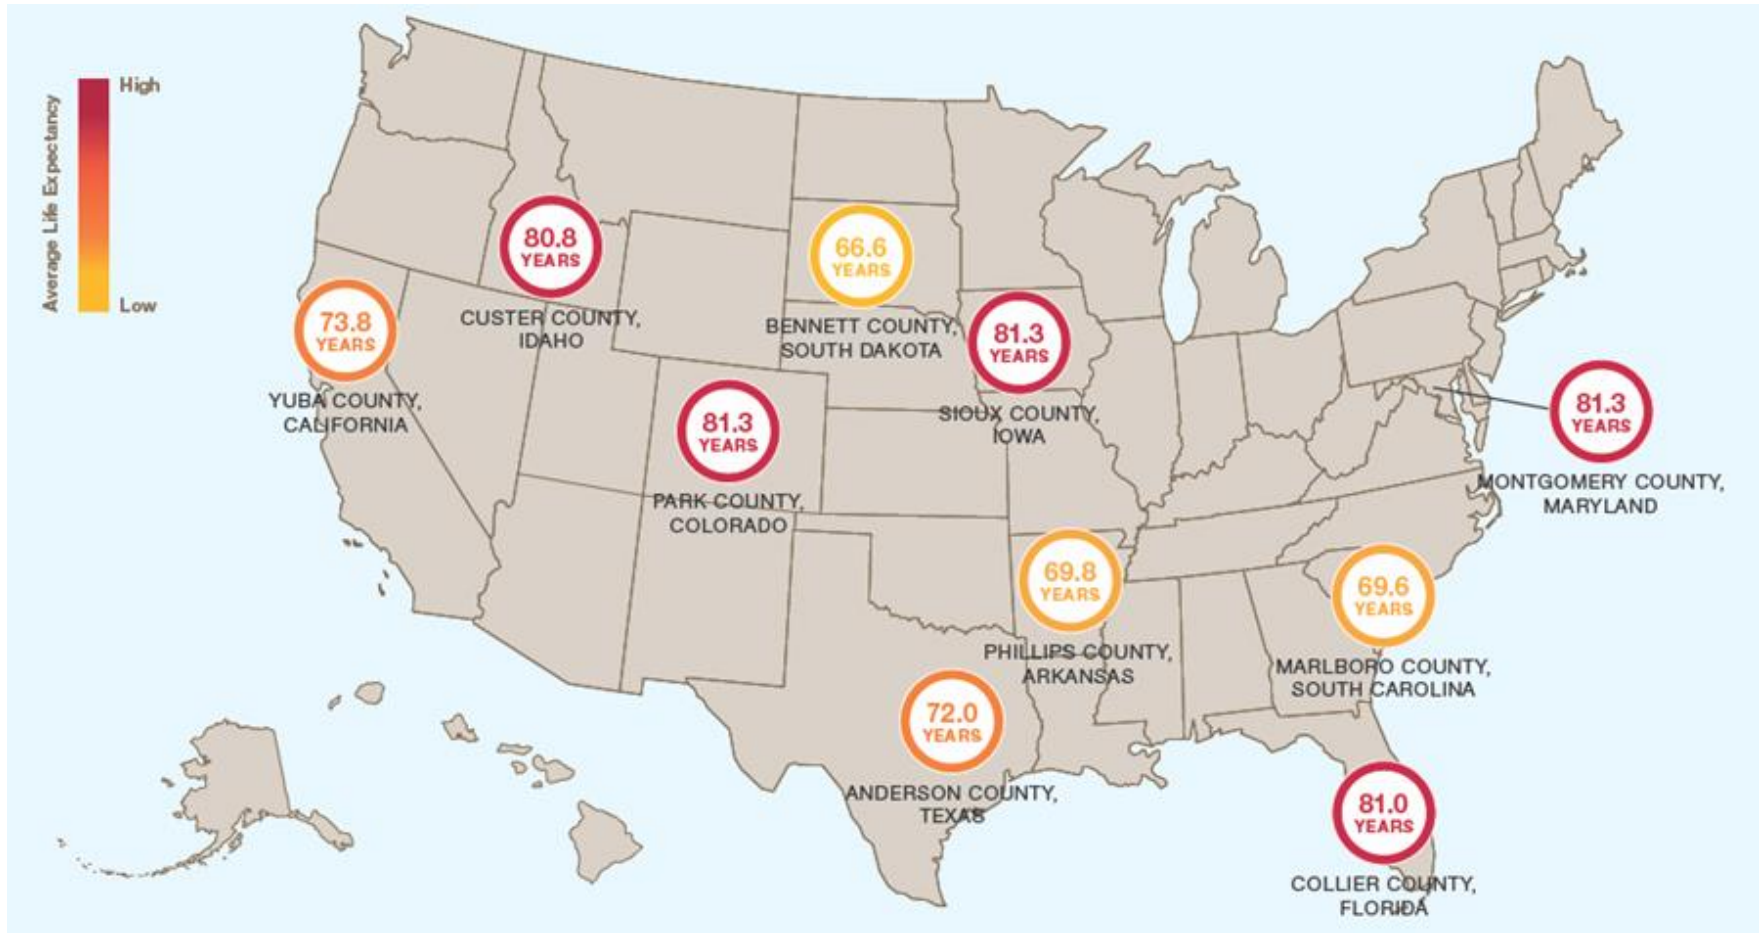 High
Average Life Expectancy
Low
80.8
YEARS
CUSTER COUNTY,
IDAHO
66.6
YEARS
BENNETT COUNTY,
SOUTH DAKOTA
73.8
YEARS
YUBA COUNTY,
CALIFORNIA
81.3
YEARS
SIOUX COUNTY,
IOWA
81.3
YEARS
PARK COUNTY,
COLORADO
81.3
YEARS
MONTGOMERY COUNTY,
MARYLAND
69.8
YEARS
PHILLIPS COUNTY,
ARKANSAS
69.6
YEARS
MARLBORO COUNTY,
SOUTH CAROLINA
72.0
YEARS
ANDERSON COUNTY,
TEXAS
81.0
YEARS
COLLIER COUNTY,
FLORIDA